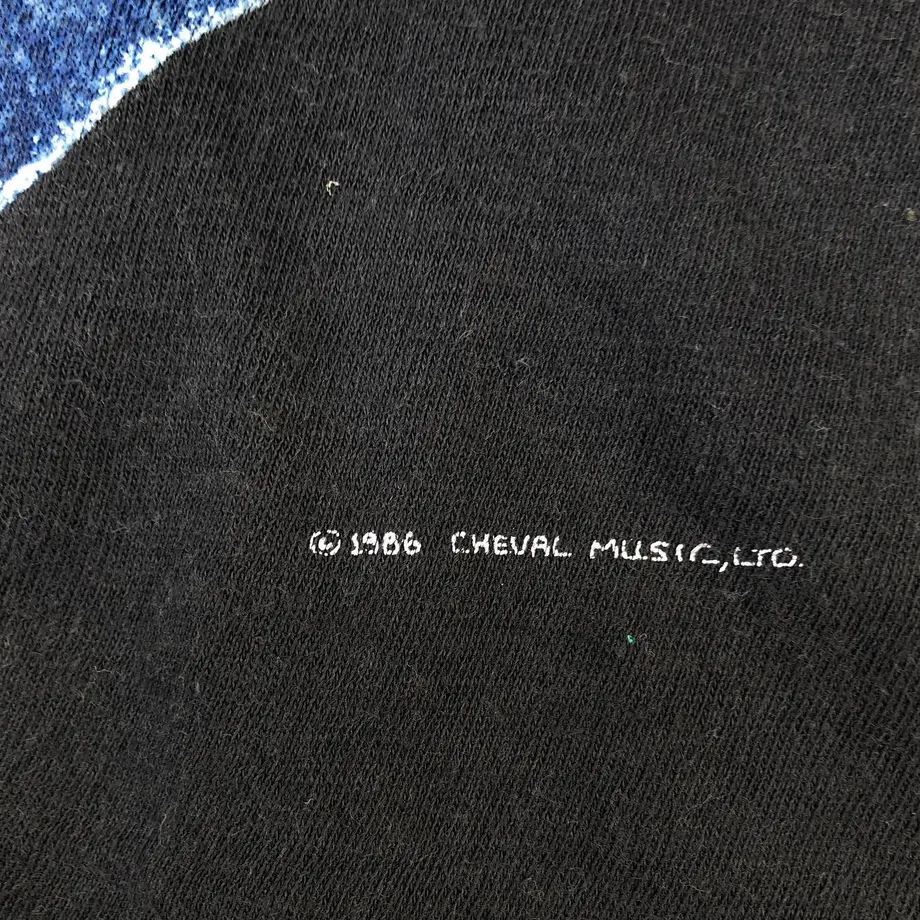 ©1986 CHEVAL MUSIC, LTD.